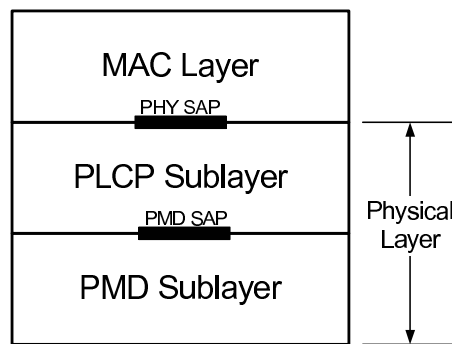 MAC Layer
PHY SAP
PLCP Sublayer
PMD SAP
PMD Sublayer
Physical
Layer